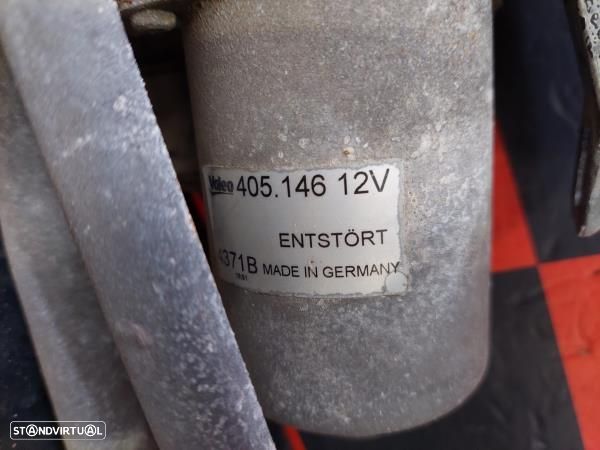 Valeo 405.146 12V
ENTSTÖRT
4371B MADE IN GERMANY
STANDVIRTUAL